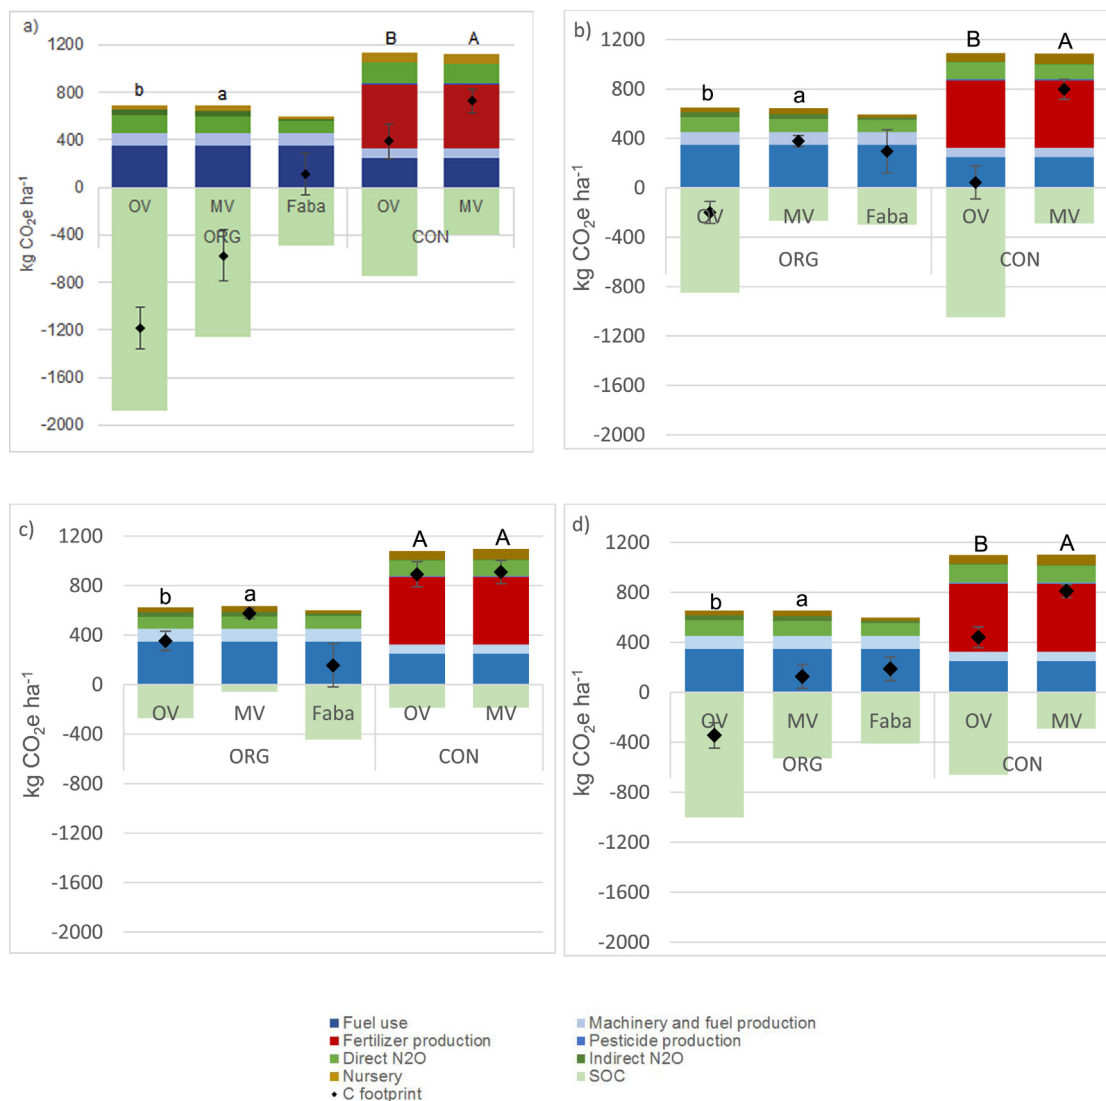 a)
1200
800
400
0
-400
-800
-1200
-1600
-2000
kg CO₂e ha⁻¹
b
a
B
A
OV MV Faba OV MV
ORG CON
b)
1200
800
400
0
-400
-800
-1200
-1600
-2000
kg CO₂e ha⁻¹
b
a
B
A
OV MV Faba OV MV
ORG CON
c)
1200
800
400
0
-400
-800
-1200
-1600
-2000
kg CO₂e ha⁻¹
b
a
A
A
OV MV Faba OV MV
ORG CON
d)
1200
800
400
0
-400
-800
-1200
-1600
-2000
kg CO₂e ha⁻¹
b
a
B
A
OV MV Faba OV MV
ORG CON
Fuel use Machinery and fuel production
Fertilizer production Pesticide production
Direct N2O Indirect N2O
Nursery SOC
C footprint